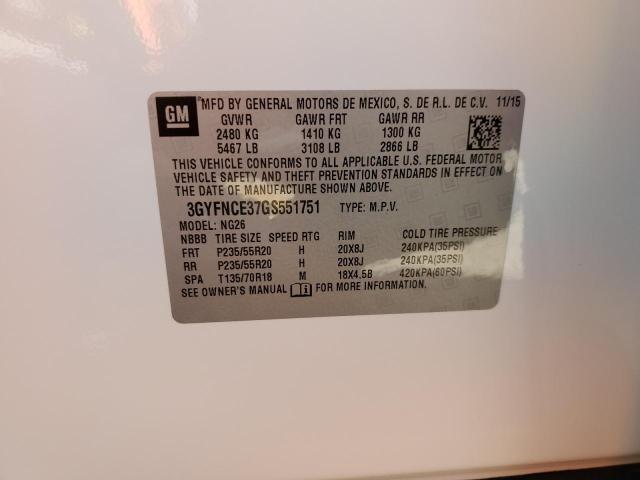 GM
® MFD BY GENERAL MOTORS DE MEXICO, S. DE R.L. DE C.V. 11/15
GVWR GAWR FRT GAWR RR
2480 KG 1410 KG 1300 KG
5467 LB 3108 LB 2866 LB
THIS VEHICLE CONFORMS TO ALL APPLICABLE U.S. FEDERAL MOTOR
VEHICLE SAFETY AND THEFT PREVENTION STANDARDS IN EFFECT ON
THE DATE OF MANUFACTURE SHOWN ABOVE.
3GYFNCE37GS551751 TYPE: M.P.V.
MODEL: NG26
NBBB TIRE SIZE SPEED RTG RIM COLD TIRE PRESSURE
FRT P235/55R20 H 20X8J 240KPA(35PSI)
RR P235/55R20 H 20X8J 240KPA(35PSI)
SPA T135/70R18 M 18X4.5B 420KPA(60PSI)
SEE OWNER'S MANUAL FOR MORE INFORMATION.